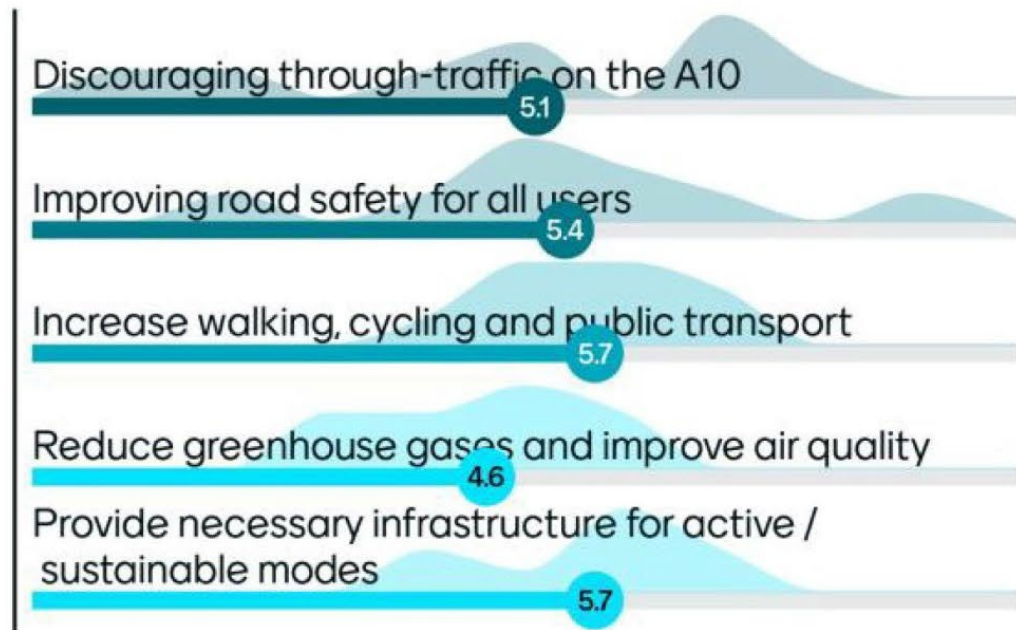 Discouraging through-traffic on the A10
5.1
Improving road safety for all users
5.4
Increase walking, cycling and public transport
5.7
Reduce greenhouse gases and improve air quality
4.6
Provide necessary infrastructure for active /
sustainable modes
5.7